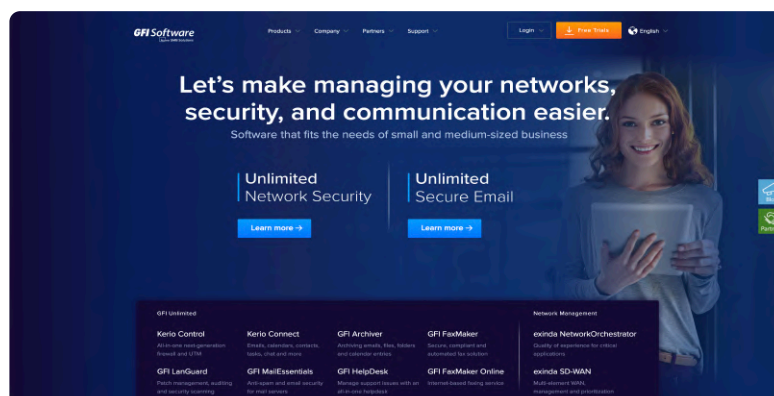 GFI Software
Products
Company
Partners
Support
Login
Free Trials
English
Let's make managing your networks,
security, and communication easier.
Software that fits the needs of small and medium-sized business
Unlimited
Network Security
Learn more →
Unlimited
Secure Email
Learn more →
GFI Unlimited
Kerio Control
All-in-one next-generation
firewall and UTM
Kerio Connect
Emails, calendars, contacts,
tasks, chat and more
GFI Archiver
Archiving emails, files, folders
and calendar entries
GFI FaxMaker
Secure, compliant and
automated fax solution
GFI LanGuard
Patch management, auditing
and security scanning
GFI MailEssentials
Anti-spam and email security
for mail servers
GFI HelpDesk
Manage support issues with an
all-in-one helpdesk
GFI FaxMaker Online
Internet-based faxing service
Network Management
exinda NetworkOrchestrator
Quality of experience for critical
applications
exinda SD-WAN
Multi-element WAN,
management and prioritization